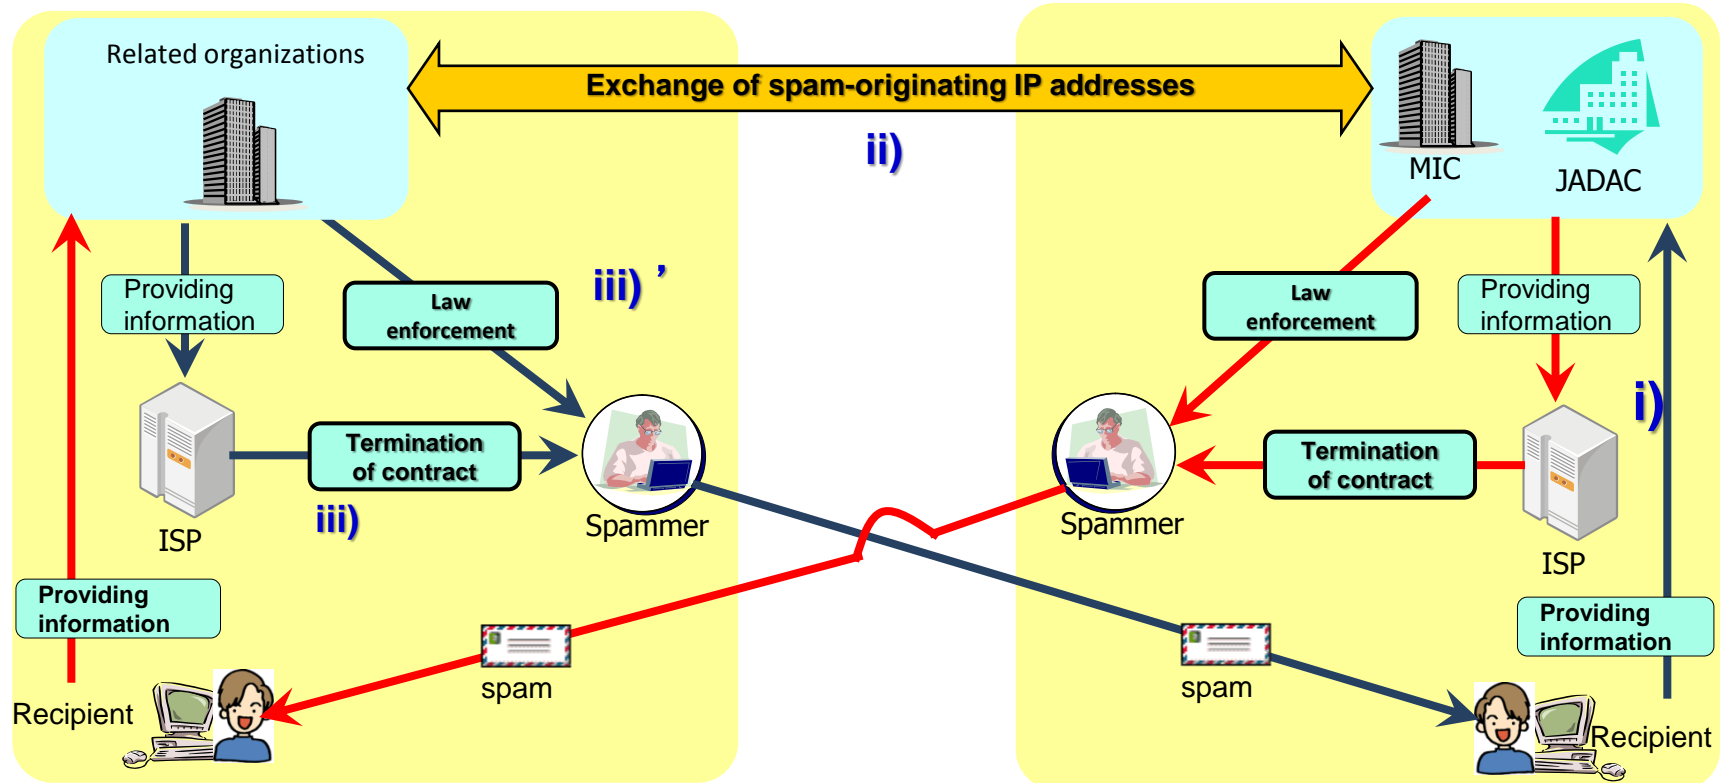 Related organizations
Exchange of spam-originating IP addresses
ii)
MIC
JADAC
Providing
information
Law
enforcement
iii) ’
Law
enforcement
Providing
information
i)
Termination
of contract
iii)
ISP
Spammer
Spammer
Termination
of contract
ISP
Providing
information
Providing
information
spam
spam
Recipient
Recipient